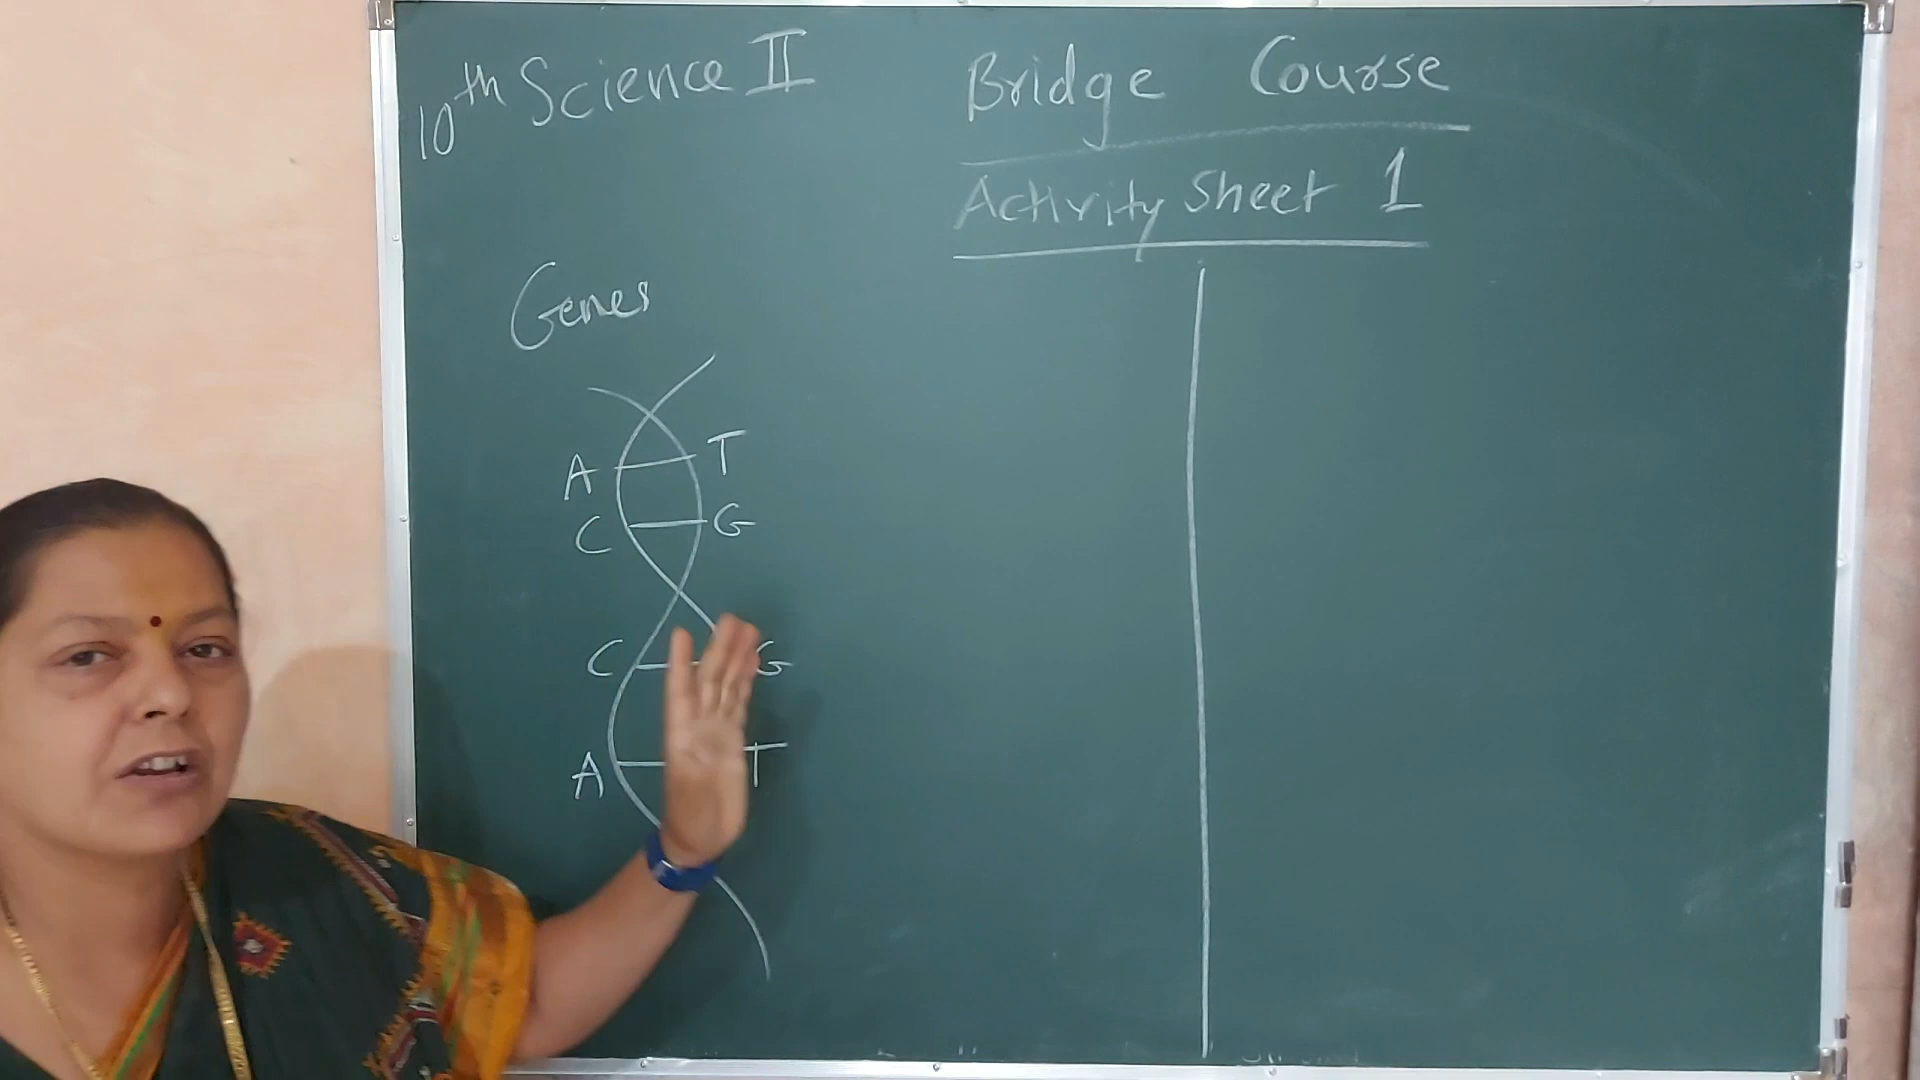 10th Science II
Bridge Course
Activity Sheet 1
Genes
A T
C G
C G
A T